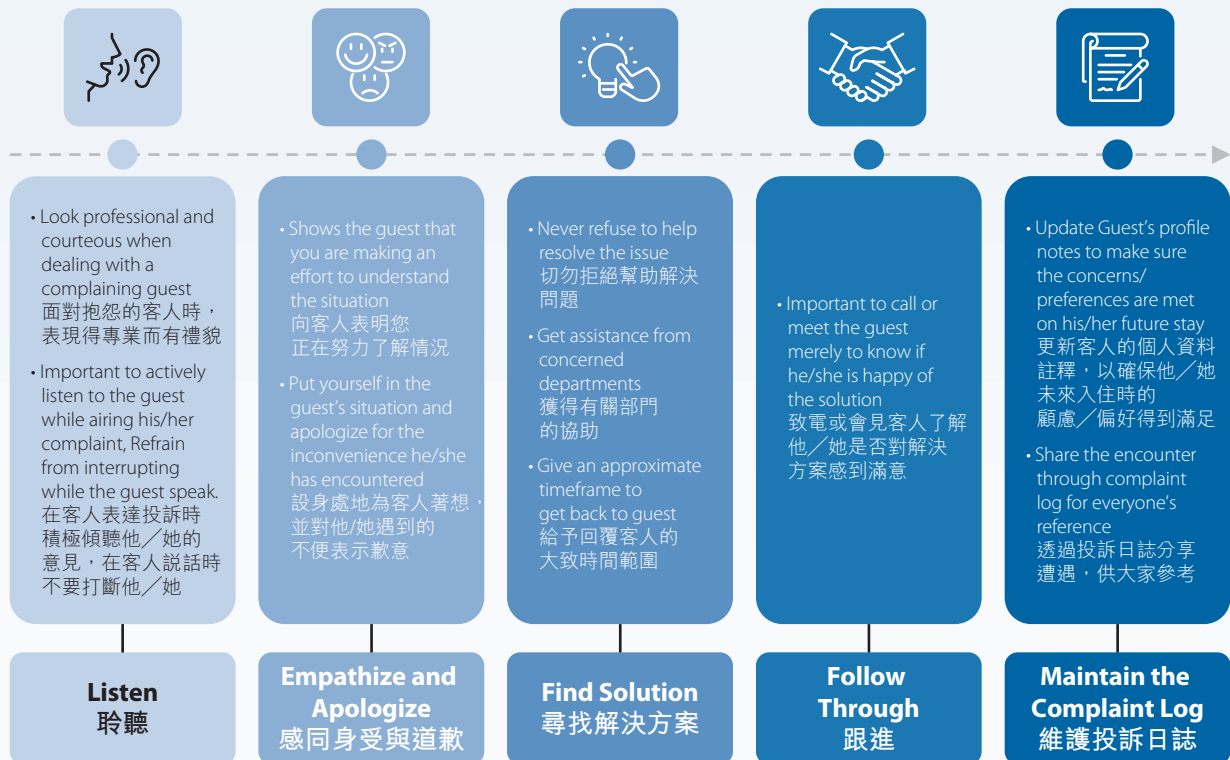 • Look professional and
courteous when
dealing with a
complaining guest
面對抱怨的客人時，
表現得專業而有禮貌
• Important to actively
listen to the guest
while airing his/her
complaint, Refrain
from interrupting
while the guest speak.
在客人表達投訴時
積極傾聽他／她的
意見，在客人説話時
不要打斷他／她
Listen
聆聽
• Shows the guest that
you are making an
effort to understand
the situation
向客人表明您
正在努力了解情況
• Put yourself in the
guest's situation and
apologize for the
inconvenience he/she
has encountered
設身處地為客人著想，
並對他/她遇到的
不便表示歉意
Empathize and
Apologize
感同身受與道歉
• Never refuse to help
resolve the issue
切勿拒絕幫助解決
問題
• Get assistance from
concerned
departments
獲得有關部門
的協助
• Give an approximate
timeframe to
get back to guest
給予回覆客人的
大致時間範圍
Find Solution
尋找解決方案
• Important to call or
meet the guest
merely to know if
he/she is happy of
the solution
致電或會見客人了解
他／她是否對解決
方案感到滿意
Follow
Through
跟進
• Update Guest's profile
notes to make sure
the concerns/
preferences are met
on his/her future stay
更新客人的個人資料
註釋，以確保他／她
未來入住時的
顧慮／偏好得到滿足
• Share the encounter
through complaint
log for everyone's
reference
透過投訴日誌分享
遭遇，供大家參考
Maintain the
Complaint Log
維護投訴日誌